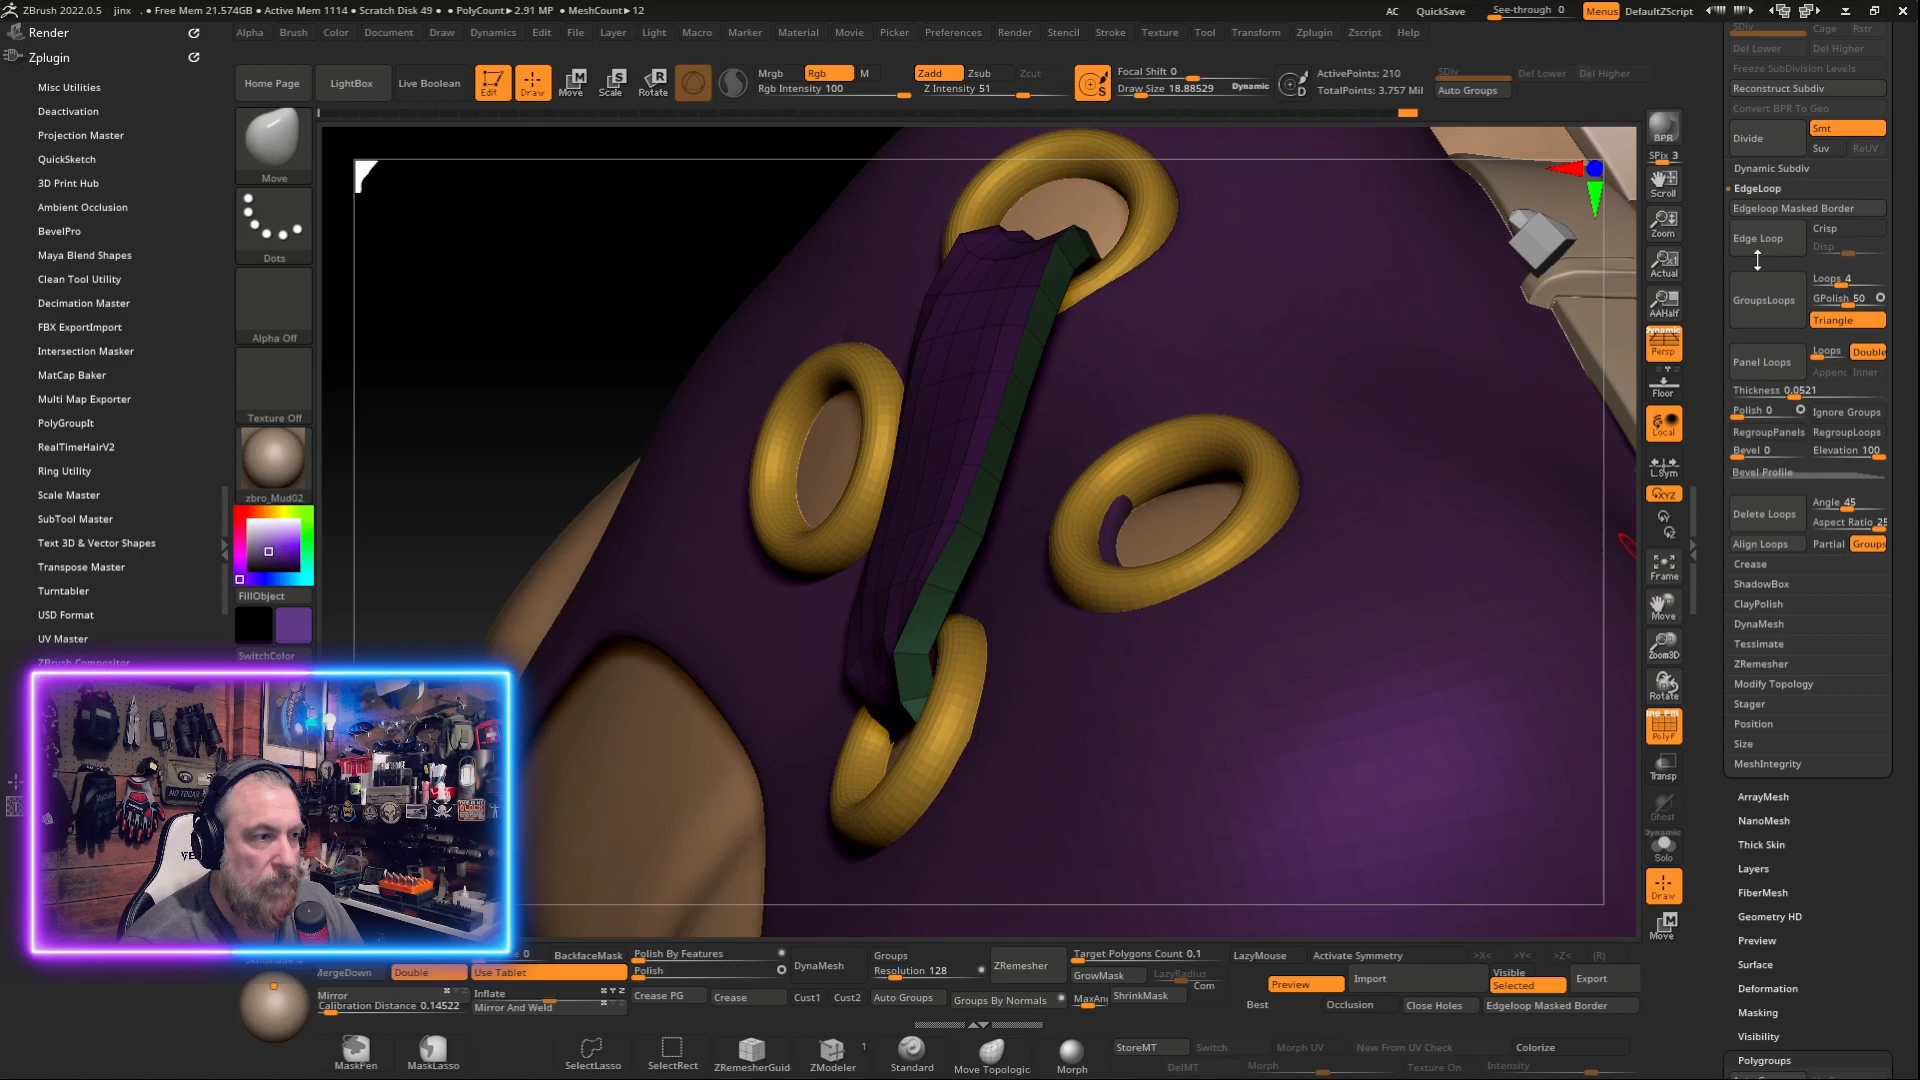 ZBrush 2022.0.5 jinx . • Free Mem 21.574GB • Active Mem 1114 • Scratch Disk 49 • PolyCount▸ 2.91 MP • MeshCount▸ 12
AC QuickSave See-through 0 Menus DefaultZScript
Render
Zplugin
Alpha Brush Color Document Draw Dynamics Edit File Layer Light Macro Marker Material Movie Picker Preferences Render Stencil Stroke Texture Tool Transform Zplugin Zscript Help
Home Page LightBox Live Boolean Edit Draw Move Scale Rotate
Mrgb Rgb M
Rgb Intensity 100
Zadd Zsub Zcut
Z Intensity 51
Focal Shift 0
Draw Size 18.88529 Dynamic
S
D
ActivePoints: 210
TotalPoints: 3.757 Mil
SDiv Del Lower Del Higher
Auto Groups
Misc Utilities
Deactivation
Projection Master
QuickSketch
3D Print Hub
Ambient Occlusion
BevelPro
Maya Blend Shapes
Clean Tool Utility
Decimation Master
FBX ExportImport
Intersection Masker
MatCap Baker
Multi Map Exporter
PolyGroupIt
RealTimeHairV2
Ring Utility
Scale Master
SubTool Master
Text 3D & Vector Shapes
Transpose Master
Turntabler
USD Format
UV Master
ZBrush Compositor
Move
Dots
Alpha Off
Texture Off
zbro_Mud02
FillObject
SwitchColor
BPR
SPix 3
Scroll
Zoom
Actual
AAHalf
Dynamic
Persp
Floor
Local
L.Sym
XYZ
Frame
Move
Zoom3D
Rotate
PolyF
Transp
Ghost
Dynamic
Solo
Draw
Move
SDiv Cage Rstr
Del Lower Del Higher
Freeze SubDivision Levels
Reconstruct Subdiv
Convert BPR To Geo
Divide Smt
Suv ReUV
Dynamic Subdiv
EdgeLoop
Edgeloop Masked Border
Edge Loop Crisp
Disp
Loops 4
GroupsLoops GPolish 50
Triangle
Panel Loops Loops Double
Appenc Inner
Thickness 0.0521
Polish 0 Ignore Groups
RegroupPanels RegroupLoops
Bevel 0 Elevation 100
Bevel Profile
Delete Loops Angle 45
Aspect Ratio 25
Align Loops Partial Groups
Crease
ShadowBox
ClayPolish
DynaMesh
Tessimate
ZRemesher
Modify Topology
Stager
Position
Size
MeshIntegrity
ArrayMesh
NanoMesh
Thick Skin
Layers
FiberMesh
Geometry HD
Preview
Surface
Deformation
Masking
Visibility
Polygroups
0 BackfaceMask Polish By Features
MergeDown Double Use Tablet Polish
Mirror Inflate Crease PG Crease
Calibration Distance 0.14522 Mirror And Weld
DynaMesh Groups
Resolution 128
Cust1 Cust2 Auto Groups Groups By Normals
ZRemesher Target Polygons Count 0.1
GrowMask LazyRadius
MaxAn ShrinkMask Com
LazyMouse Activate Symmetry >X< >Y< >Z< (R)
Preview Import Visible
Selected Export
Best Occlusion Close Holes Edgeloop Masked Border
MaskPen MaskLasso SelectLasso SelectRect ZRemesherGuid ZModeler 1 Standard Move Topologic Morph
StoreMT Switch Morph UV New From UV Check Colorize
DelMT Morph Texture On Intensity